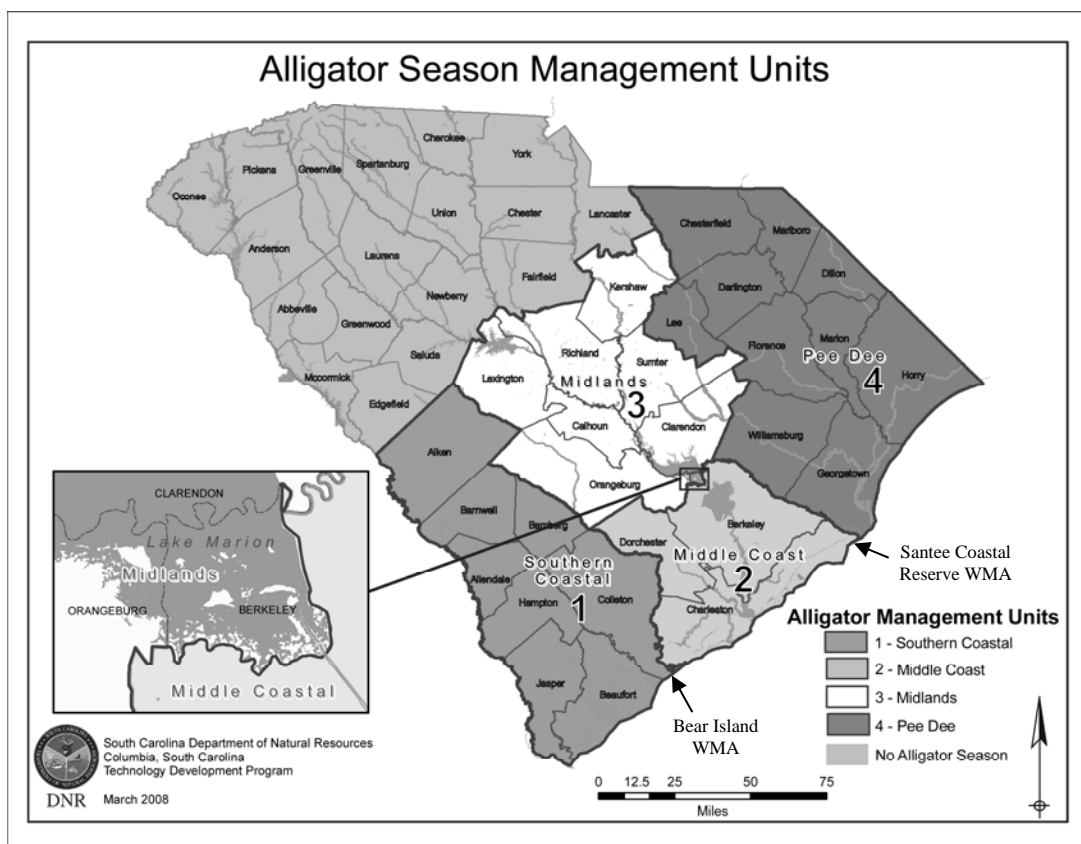 Alligator Season Management Units
Cherokee
York
Pickens
Greenville
Spartanburg
Oconee
Union
Chester
Lancaster
Chesterfield
Marlboro
Anderson
Laurens
Fairfield
Kershaw
Darlington
Dillon
Abbeville
Greenwood
Newberry
Lee
Saluda
Richland
Sumter
Florence
Marion
Pee Dee
4
Horry
Mccormick
Lexington
Midlands
3
Edgefield
Calhoun
Clarendon
Williamsburg
Aiken
Georgetown
Orangeburg
Barnwell
Bamberg
Berkeley
Dorchester
Middle Coast
2
Southern
Coastal
1
Allendale
Hampton
Colleton
Charleston
Jasper
Beaufort
Santee Coastal
Reserve WMA
Bear Island
WMA
CLARENDON
Lake Marion
Midlands
ORANGEBURG
BERKELEY
Middle Coastal
Alligator Management Units
1 - Southern Coastal
2 - Middle Coast
3 - Midlands
4 - Pee Dee
No Alligator Season
South Carolina Department of Natural Resources
Columbia, South Carolina
Technology Development Program
DNR
March 2008
0 12.5 25 50 75
Miles